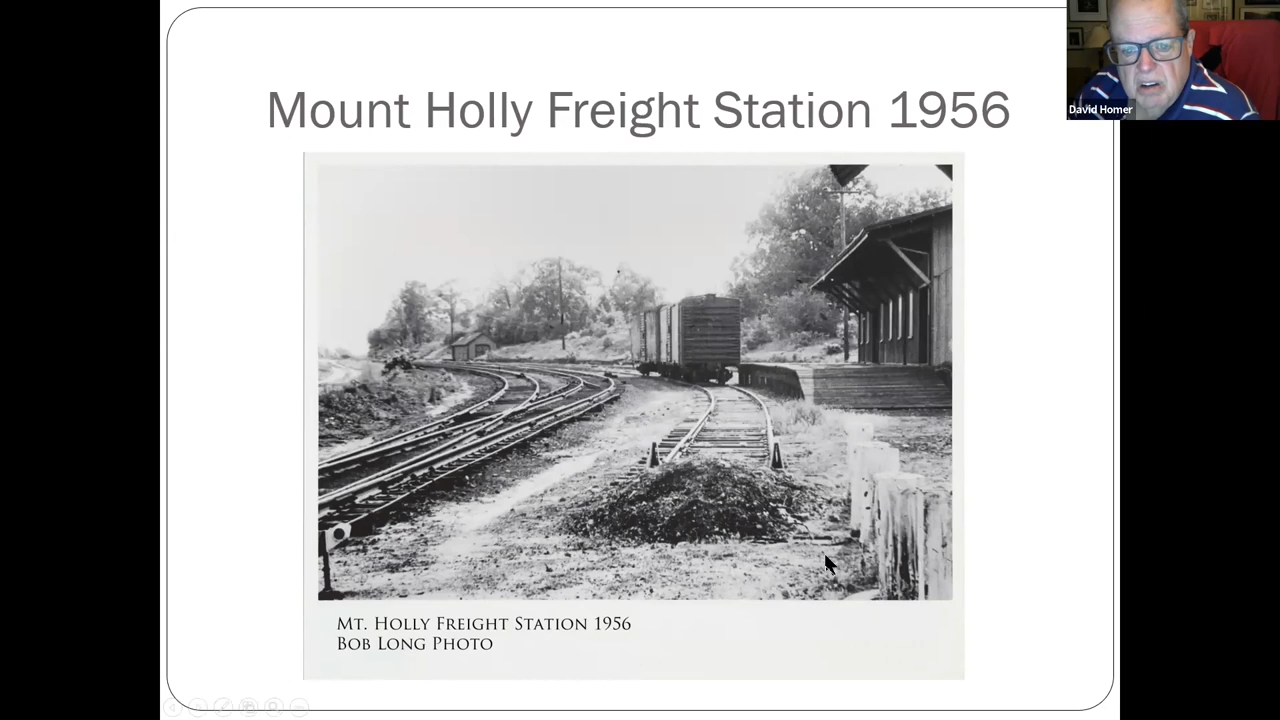 Mount Holly Freight Station 1956
David Homer
Mt. Holly Freight Station 1956
Bob Long Photo